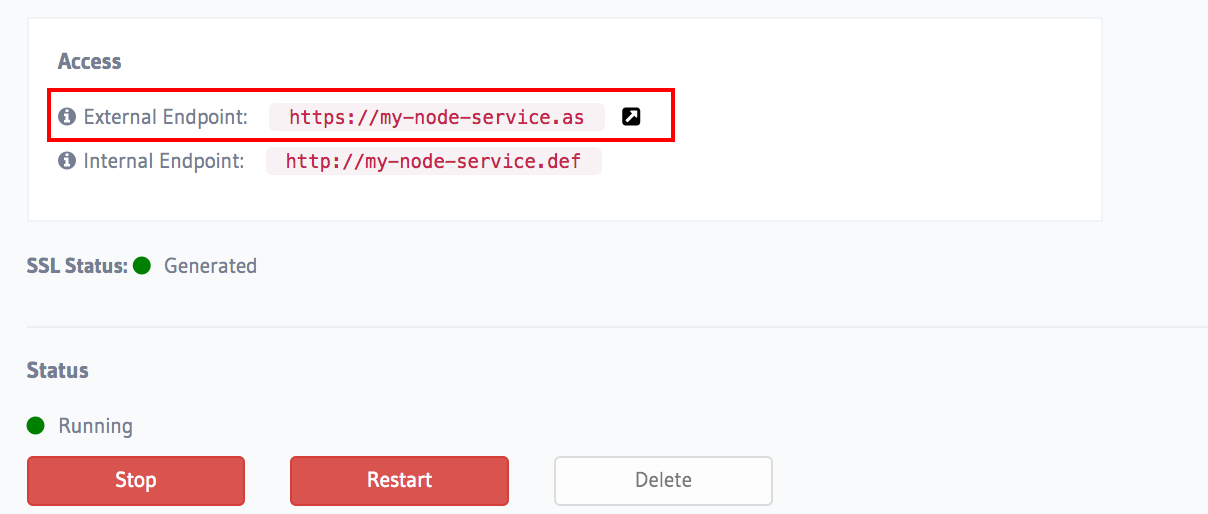 Access
External Endpoint: https://my-node-service.as
Internal Endpoint: http://my-node-service.def
SSL Status: Generated
Status
Running
Stop Restart Delete